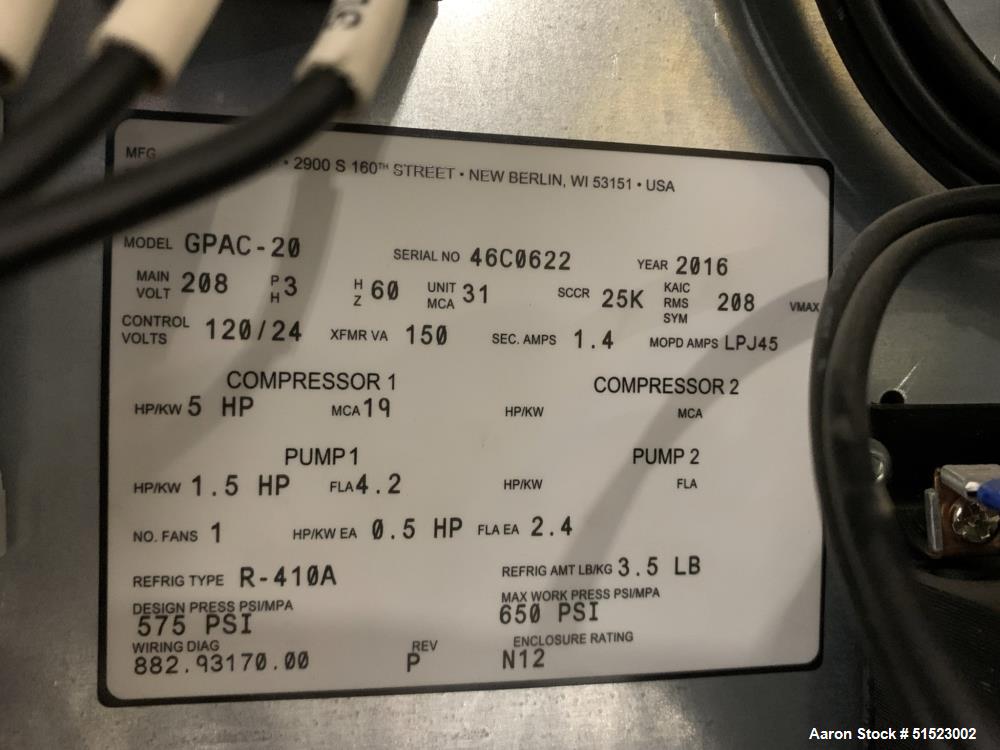 MFG • 2900 S 160TH STREET • NEW BERLIN, WI 53151 • USA
MODEL GPAC-20 SERIAL NO 46C0622 YEAR 2016
MAIN VOLT 208 PH 3 HZ 60 UNIT MCA 31 SCCR 25K KAIC RMS SYM 208 VMAX
CONTROL VOLTS 120/24 XFMR VA 150 SEC. AMPS 1.4 MOPD AMPS LPJ45
COMPRESSOR 1 COMPRESSOR 2
HP/KW 5 HP MCA 19 HP/KW MCA
PUMP 1 PUMP 2
HP/KW 1.5 HP FLA 4.2 HP/KW FLA
NO. FANS 1 HP/KW EA 0.5 HP FLA EA 2.4
REFRIG TYPE R-410A REFRIG AMT LB/KG 3.5 LB
DESIGN PRESS PSI/MPA MAX WORK PRESS PSI/MPA
575 PSI 650 PSI
WIRING DIAG REV ENCLOSURE RATING
882.93170.00 P N12
Aaron Stock # 51523002